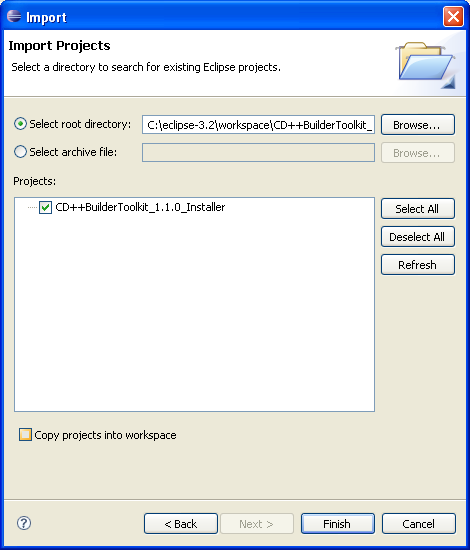 Import
Import Projects
Select a directory to search for existing Eclipse projects.
Select root directory: C:\eclipse-3.2\workspace\CD++BuilderToolkit_ Browse...
Select archive file: Browse...
Projects:
CD++BuilderToolkit_1.1.0_Installer
Select All
Deselect All
Refresh
Copy projects into workspace
? < Back Next > Finish Cancel